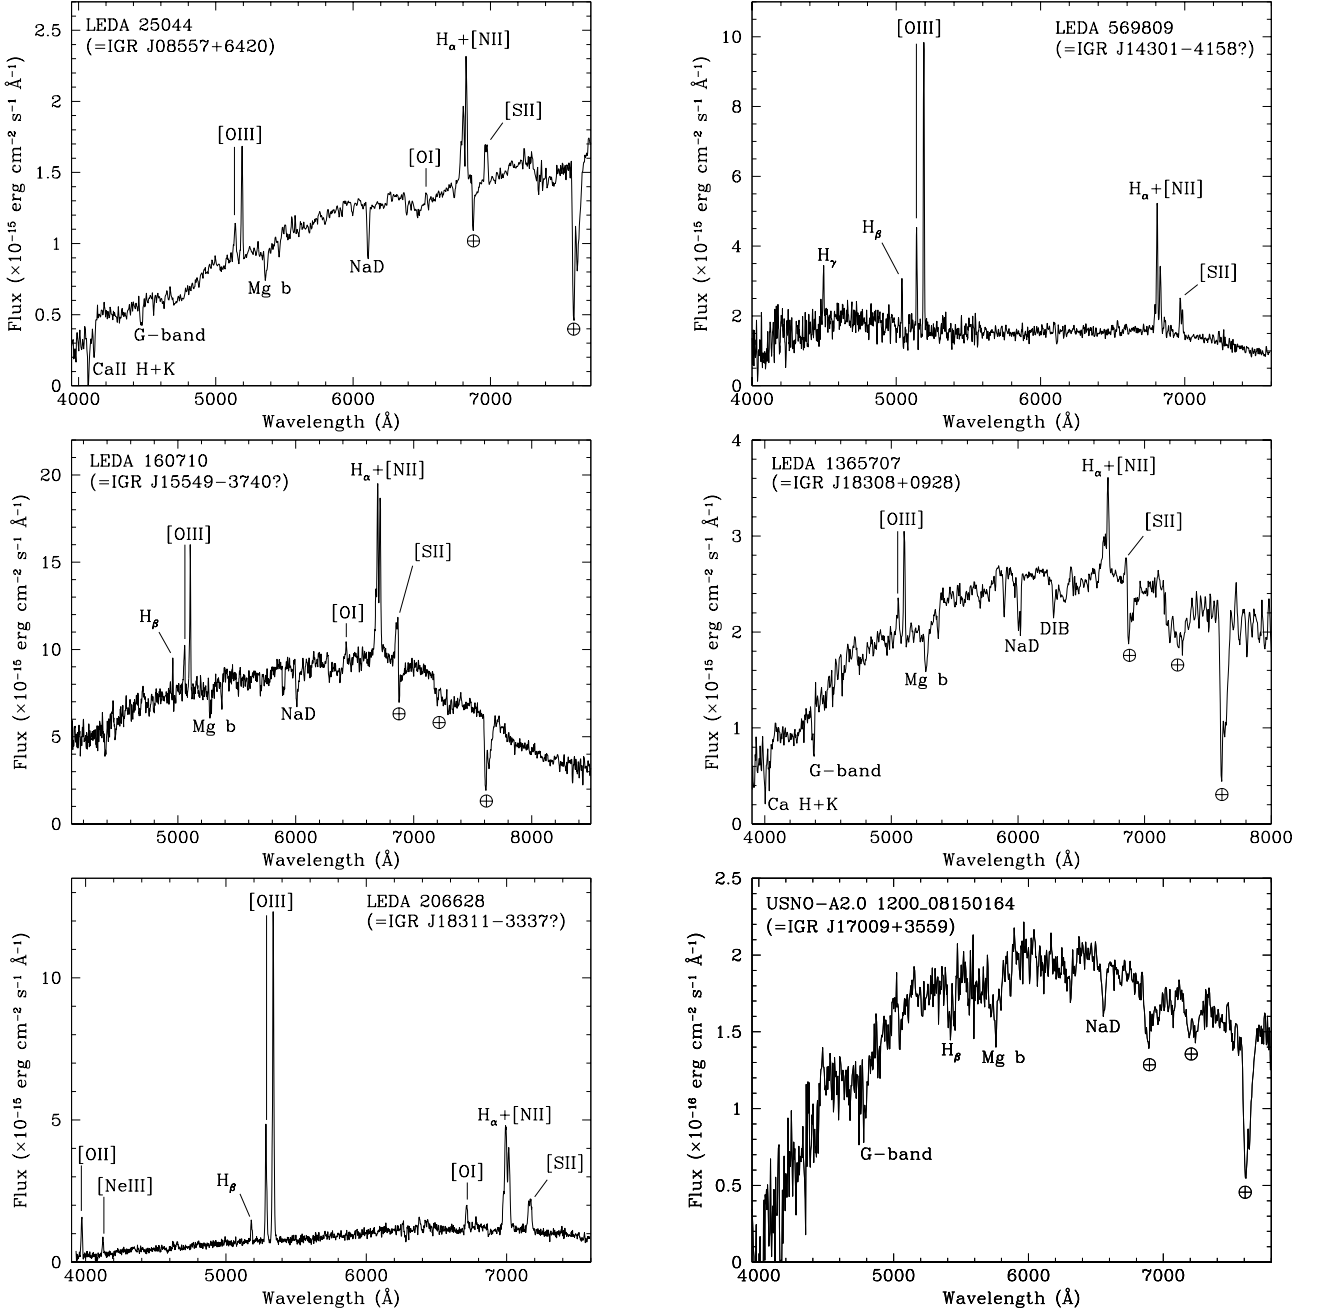 LEDA 25044
(=IGR J08557+6420)
Hα+[NII]
[SII]
[OIII]
[OI]
⊕
NaD
Mg b
G-band
CaII H+K
⊕
2.5
2
1.5
1
0.5
0
Flux (×10⁻¹⁵ erg cm⁻² s⁻¹ Å⁻¹)
4000 5000 6000 7000
Wavelength (Å)
LEDA 569809
(=IGR J14301-4158?)
[OIII]
Hα+[NII]
Hβ
Hγ
[SII]
10
8
6
4
2
0
Flux (×10⁻¹⁵ erg cm⁻² s⁻¹ Å⁻¹)
4000 5000 6000 7000
Wavelength (Å)
LEDA 160710
(=IGR J15549-3740?)
Hα+[NII]
[OIII]
[SII]
Hβ
[OI]
Mg b
NaD
⊕
⊕
⊕
20
15
10
5
0
Flux (×10⁻¹⁵ erg cm⁻² s⁻¹ Å⁻¹)
5000 6000 7000 8000
Wavelength (Å)
LEDA 1365707
(=IGR J18308+0928)
Hα+[NII]
[OIII]
[SII]
DIB
NaD
Mg b
⊕
⊕
G-band
Ca H+K
⊕
4
3
2
1
0
Flux (×10⁻¹⁵ erg cm⁻² s⁻¹ Å⁻¹)
4000 5000 6000 7000 8000
Wavelength (Å)
LEDA 206628
(=IGR J18311-3337?)
[OIII]
Hα+[NII]
[OII]
[NeIII]
Hβ
[OI]
[SII]
10
5
0
Flux (×10⁻¹⁵ erg cm⁻² s⁻¹ Å⁻¹)
4000 5000 6000 7000
Wavelength (Å)
USNO-A2.0 1200_08150164
(=IGR J17009+3559)
NaD
Hβ
Mg b
⊕
⊕
G-band
⊕
2.5
2
1.5
1
0.5
0
Flux (×10⁻¹⁶ erg cm⁻² s⁻¹ Å⁻¹)
4000 5000 6000 7000
Wavelength (Å)